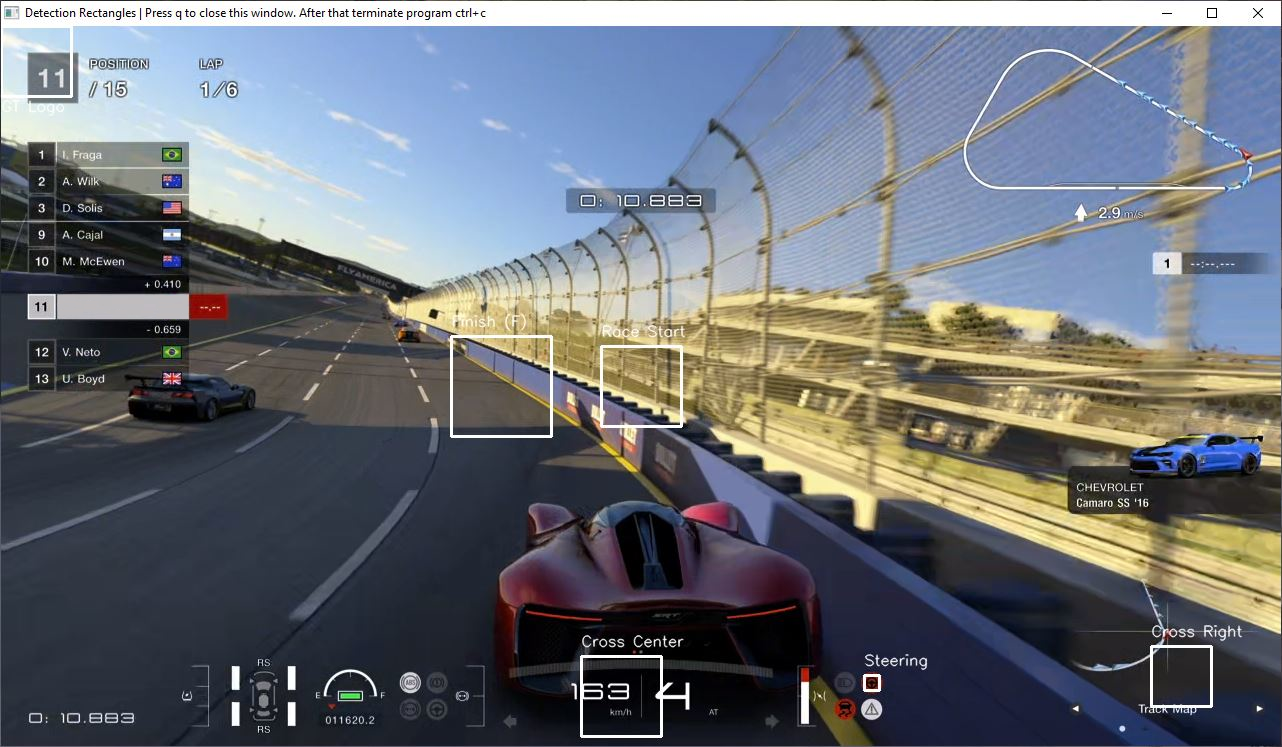 Detection Rectangles | Press q to close this window. After that terminate program ctrl+c
11 POSITION / 15
LAP 1/6
GT Logo
1 I. Fraga
2 A. Wilk
3 D. Solis
9 A. Cajal
10 M. McEwen
+ 0.410
11 --.--
- 0.659
12 V. Neto
13 U. Boyd
0: 10.883
FLYAMERICA
2.9 m/s
1 --:--.---
Finish (F)
Race Start
CHEVROLET
Camaro SS '16
SRT
Cross Center
Steering
Cross Right
Track Map
0: 10.883
RS
RS
E F
011620.2
ABS
163 km/h
4 AT